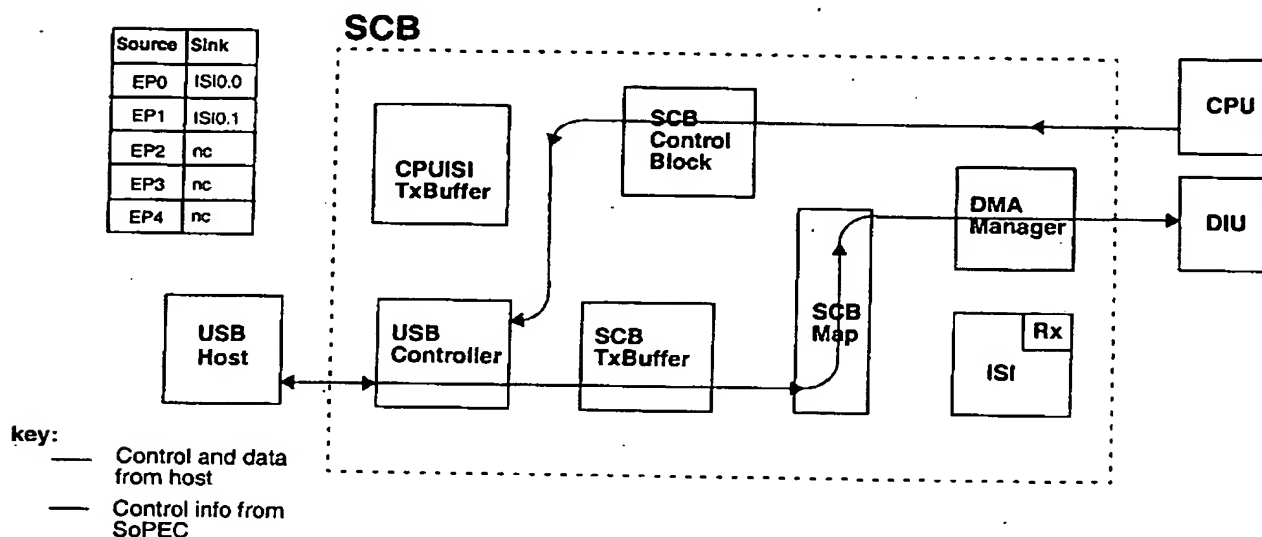 SCB
Source Sink
EP0 ISI0.0
EP1 ISI0.1
EP2 nc
EP3 nc
EP4 nc
CPUISI
TxBuffer
SCB
Control
Block
CPU
DMA
Manager
DIU
USB
Host
USB
Controller
SCB
TxBuffer
SCB
Map
Rx
ISI
key:
Control and data
from host
Control info from
SoPEC